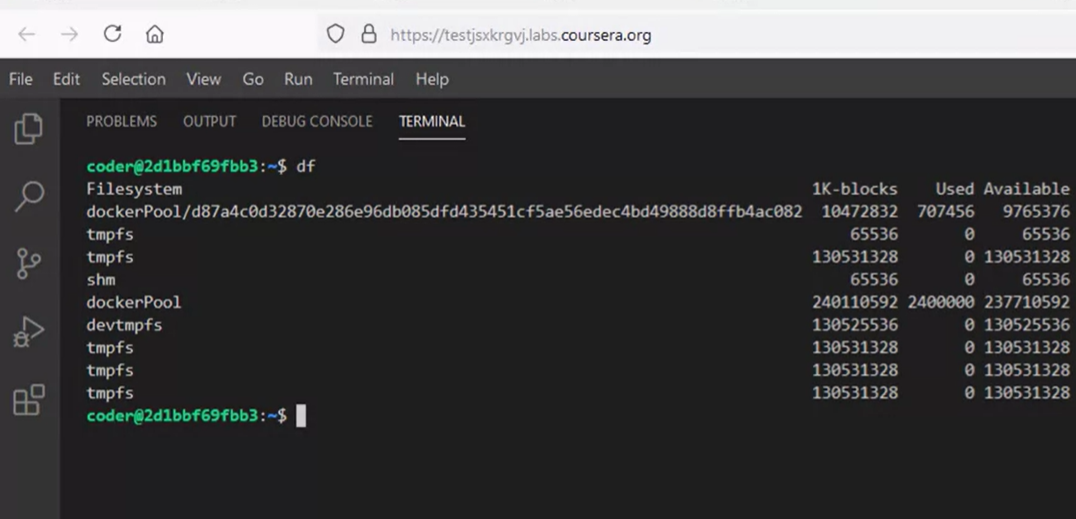 https://testjsxkrgvj.labs.coursera.org
File Edit Selection View Go Run Terminal Help
PROBLEMS OUTPUT DEBUG CONSOLE TERMINAL
coder@2d1bbf69fbb3:~$ df
Filesystem 1K-blocks Used Available
dockerPool/d87a4c0d32870e286e96db085dfd435451cf5ae56edec4bd49888d8ffb4ac082 10472832 707456 9765376
tmpfs 65536 0 65536
tmpfs 130531328 0 130531328
shm 65536 0 65536
dockerPool 240110592 2400000 237710592
devtmpfs 130525536 0 130525536
tmpfs 130531328 0 130531328
tmpfs 130531328 0 130531328
tmpfs 130531328 0 130531328
coder@2d1bbf69fbb3:~$